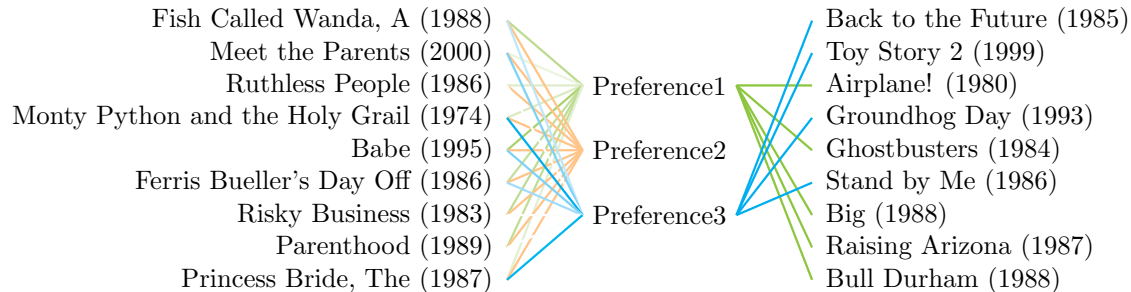 Fish Called Wanda, A (1988)
Meet the Parents (2000)
Ruthless People (1986)
Monty Python and the Holy Grail (1974)
Babe (1995)
Ferris Bueller's Day Off (1986)
Risky Business (1983)
Parenthood (1989)
Princess Bride, The (1987)
Preference1
Preference2
Preference3
Back to the Future (1985)
Toy Story 2 (1999)
Airplane! (1980)
Groundhog Day (1993)
Ghostbusters (1984)
Stand by Me (1986)
Big (1988)
Raising Arizona (1987)
Bull Durham (1988)